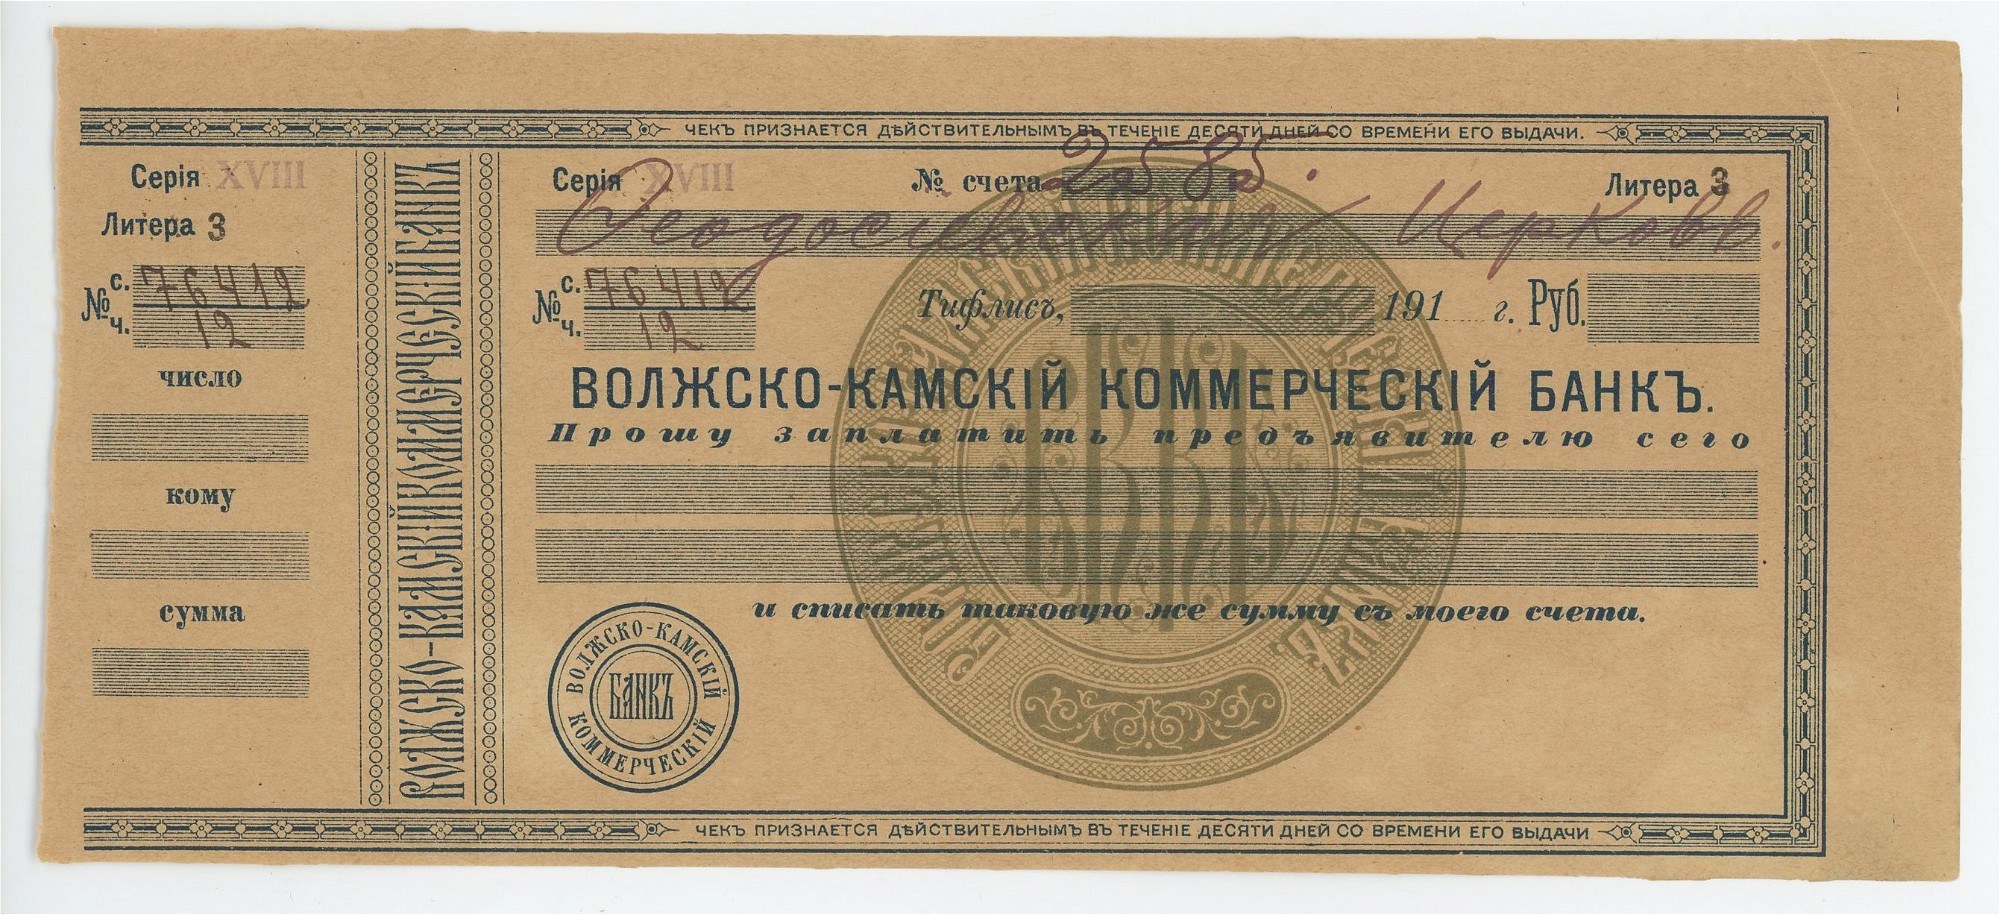 ЧЕКЪ ПРИЗНАЕТСЯ ДѢЙСТВИТЕЛЬНЫМЪ ВЪ ТЕЧЕНІЕ ДЕСЯТИ ДНЕЙ СО ВРЕМЕНИ ЕГО ВЫДАЧИ.
Серія XVIII
Литера З
№ с. 76412
ч. 12
число
кому
сумма
ВОЛЖСКО-КАМСКІЙ КОММЕРЧЕСКІЙ БАНКЪ
Серія XVIII № счета 2585. Литера З
Церковь.
№ с. 76412
ч. 12
Тифлисъ, 191 г. Руб.
ВОЛЖСКО-КАМСКІЙ КОММЕРЧЕСКІЙ БАНКЪ.
Прошу заплатить предъявителю сего
и списать таковую же сумму съ моего счета.
ВОЛЖСКО-КАМСКІЙ
БАНКЪ
КОММЕРЧЕСКІЙ
ЧЕКЪ ПРИЗНАЕТСЯ ДѢЙСТВИТЕЛЬНЫМЪ ВЪ ТЕЧЕНІЕ ДЕСЯТИ ДНЕЙ СО ВРЕМЕНИ ЕГО ВЫДАЧИ